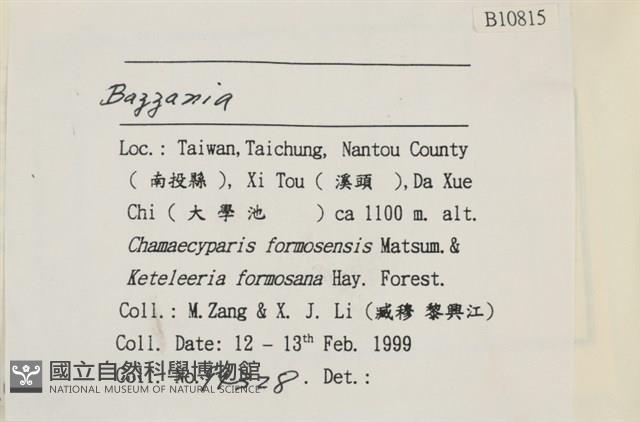 B10815
Bazzania
Loc.: Taiwan, Taichung, Nantou County
(南投縣), Xi Tou (溪頭), Da Xue
Chi (大學池 ) ca 1100 m. alt.
Chamaecyparis formosensis Matsum. &
Keteleeria formosana Hay. Forest.
Coll.: M. Zang & X. J. Li (臧穆 黎興江)
Coll. Date: 12 - 13th Feb. 1999
Coll. No. . Det.:
國立自然科學博物館
NATIONAL MUSEUM OF NATURAL SCIENCE